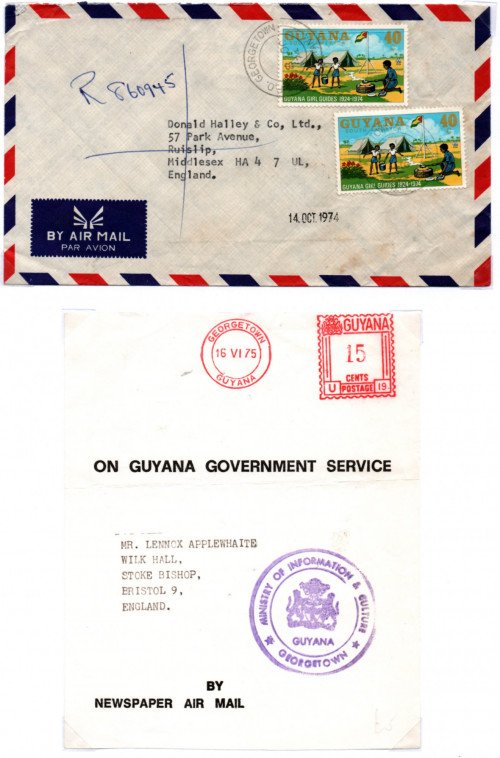 GEORGETOWN
GUYANA 40
GUYANA GIRL GUIDES 1924-1974
R 860945
GUYANA 40
GUYANA GIRL GUIDES 1924-1974
Donald Halley & Co, Ltd.,
57 Park Avenue,
Ruislip,
Middlesex HA 4 7 UL,
England.
14.OCT.1974
BY AIR MAIL
PAR AVION
GEORGETOWN
16 VI 75
GUYANA
GUYANA
15
CENTS
POSTAGE
U 19
ON GUYANA GOVERNMENT SERVICE
MR. LENNOX APPLEWHAITE
WILK HALL,
STOKE BISHOP,
BRISTOL 9,
ENGLAND.
MINISTRY OF INFORMATION & CULTURE
GUYANA
GEORGETOWN
BY
NEWSPAPER AIR MAIL